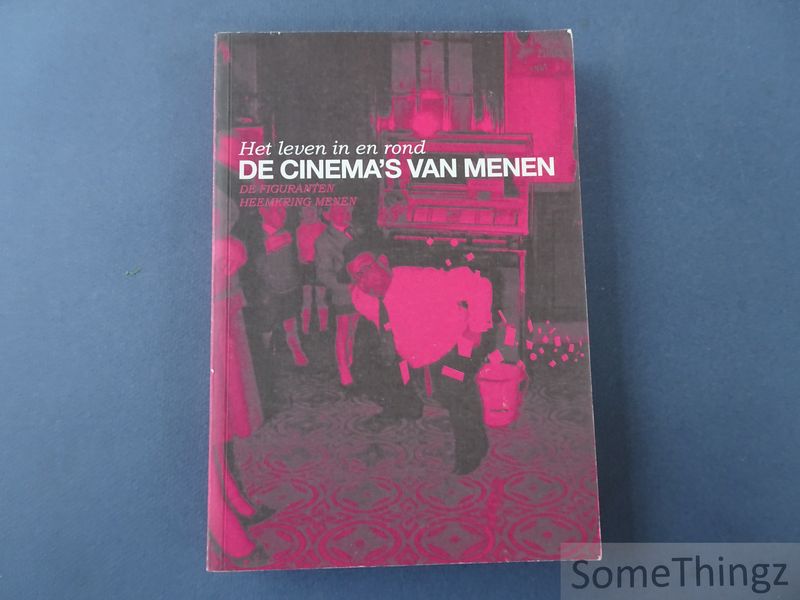 Het leven in en rond
DE CINEMA'S VAN MENEN
DE FIGURANTEN
HEEMKRING MENEN
SomeThingz